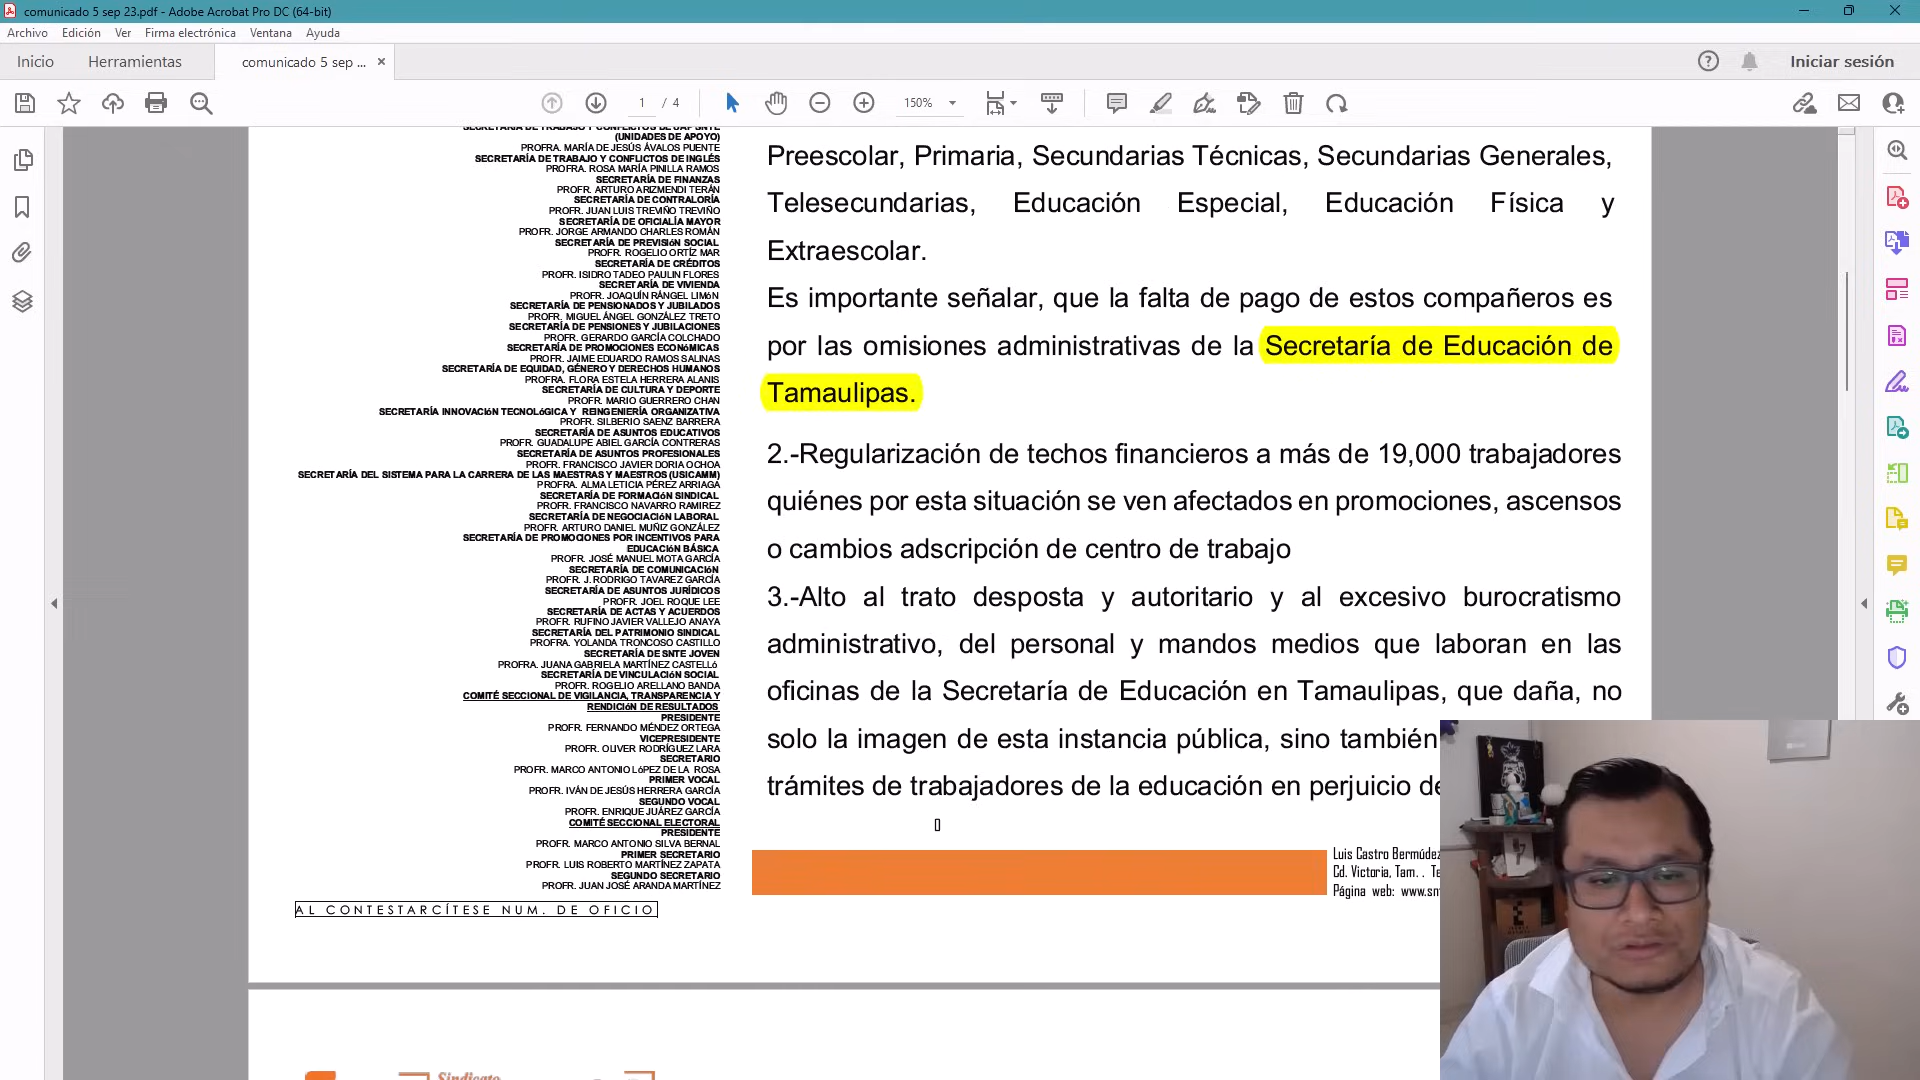 comunicado 5 sep 23.pdf - Adobe Acrobat Pro DC (64-bit)
Archivo Edición Ver Firma electrónica Ventana Ayuda
Inicio Herramientas comunicado 5 sep ... Iniciar sesión
1 / 4 150%
SECRETARÍA DE TRABAJO Y CONFLICTOS DE UAP SNTE
(UNIDADES DE APOYO)
PROFRA. MARÍA DE JESÚS ÁVALOS PUENTE
SECRETARÍA DE TRABAJO Y CONFLICTOS DE INGLÉS
PROFRA. ROSA MARÍA PINILLA RAMOS
SECRETARÍA DE FINANZAS
PROFR. ARTURO ARIZMENDI TERÁN
SECRETARÍA DE CONTRALORÍA
PROFR. JUAN LUIS TREVIÑO TREVIÑO
SECRETARÍA DE OFICIALÍA MAYOR
PROFR. JORGE ARMANDO CHARLES ROMÁN
SECRETARÍA DE PREVISIóN SOCIAL
PROFR. ROGELIO ORTÍZ MAR
SECRETARÍA DE CRÉDITOS
PROFR. ISIDRO TADEO PAULIN FLORES
SECRETARÍA DE VIVIENDA
PROFR. JOAQUÍN RÁNGEL LIMóN
SECRETARÍA DE PENSIONADOS Y JUBILADOS
PROFR. MIGUEL ÁNGEL GONZÁLEZ TRETO
SECRETARÍA DE PENSIONES Y JUBILACIONES
PROFR. GERARDO GARCÍA COLCHADO
SECRETARÍA DE PROMOCIONES ECONóMICAS
PROFR. JAIME EDUARDO RAMOS SALINAS
SECRETARÍA DE EQUIDAD, GÉNERO Y DERECHOS HUMANOS
PROFRA. FLORA ESTELA HERRERA ALANIS
SECRETARÍA DE CULTURA Y DEPORTE
PROFR. MARIO GUERRERO CHAN
SECRETARÍA INNOVACIóN TECNOLóGICA Y REINGENIERÍA ORGANIZATIVA
PROFR. SILBERIO SAENZ BARRERA
SECRETARÍA DE ASUNTOS EDUCATIVOS
PROFR. GUADALUPE ABIEL GARCÍA CONTRERAS
SECRETARÍA DE ASUNTOS PROFESIONALES
PROFR. FRANCISCO JAVIER DORIA OCHOA
SECRETARÍA DEL SISTEMA PARA LA CARRERA DE LAS MAESTRAS Y MAESTROS (USICAMM)
PROFRA. ALMA LETICIA PÉREZ ARRIAGA
SECRETARÍA DE FORMACIóN SINDICAL
PROFR. FRANCISCO NAVARRO RAMIREZ
SECRETARÍA DE NEGOCIACIóN LABORAL
PROFR. ARTURO DANIEL MUÑIZ GONZÁLEZ
SECRETARÍA DE PROMOCIONES POR INCENTIVOS PARA
EDUCACIóN BÁSICA
PROFR. JOSÉ MANUEL MOTA GARCÍA
SECRETARÍA DE COMUNICACIóN
PROFR. J. RODRIGO TAVAREZ GARCÍA
SECRETARÍA DE ASUNTOS JURÍDICOS
PROFR. JOEL ROQUE LEE
SECRETARÍA DE ACTAS Y ACUERDOS
PROFR. RUFINO JAVIER VALLEJO ANAYA
SECRETARÍA DEL PATRIMONIO SINDICAL
PROFRA. YOLANDA TRONCOSO CASTILLO
SECRETARÍA DE SNTE JOVEN
PROFRA. JUANA GABRIELA MARTÍNEZ CASTELLó
SECRETARÍA DE VINCULACIóN SOCIAL
PROFR. ROGELIO ARELLANO BANDA
COMITÉ SECCIONAL DE VIGILANCIA, TRANSPARENCIA Y
RENDICIóN DE RESULTADOS
PRESIDENTE
PROFR. FERNANDO MÉNDEZ ORTEGA
VICEPRESIDENTE
PROFR. OLIVER RODRÍGUEZ LARA
SECRETARIO
PROFR. MARCO ANTONIO LóPEZ DE LA ROSA
PRIMER VOCAL
PROFR. IVÁN DE JESÚS HERRERA GARCÍA
SEGUNDO VOCAL
PROFR. ENRIQUE JUÁREZ GARCÍA
COMITÉ SECCIONAL ELECTORAL
PRESIDENTE
PROFR. MARCO ANTONIO SILVA BERNAL
PRIMER SECRETARIO
PROFR. LUIS ROBERTO MARTÍNEZ ZAPATA
SEGUNDO SECRETARIO
PROFR. JUAN JOSÉ ARANDA MARTÍNEZ
AL CONTESTARCÍTESE NUM. DE OFICIO
Preescolar, Primaria, Secundarias Técnicas, Secundarias Generales,
Telesecundarias, Educación Especial, Educación Física y
Extraescolar.
Es importante señalar, que la falta de pago de estos compañeros es
por las omisiones administrativas de la Secretaría de Educación de
Tamaulipas.
2.-Regularización de techos financieros a más de 19,000 trabajadores
quiénes por esta situación se ven afectados en promociones, ascensos
o cambios adscripción de centro de trabajo
3.-Alto al trato desposta y autoritario y al excesivo burocratismo
administrativo, del personal y mandos medios que laboran en las
oficinas de la Secretaría de Educación en Tamaulipas, que daña, no
solo la imagen de esta instancia pública, sino también
trámites de trabajadores de la educación en perjuicio de
Luis Castro Bermúdez
Cd. Victoria, Tam. . Te
Página web: www.sn
Sindicato